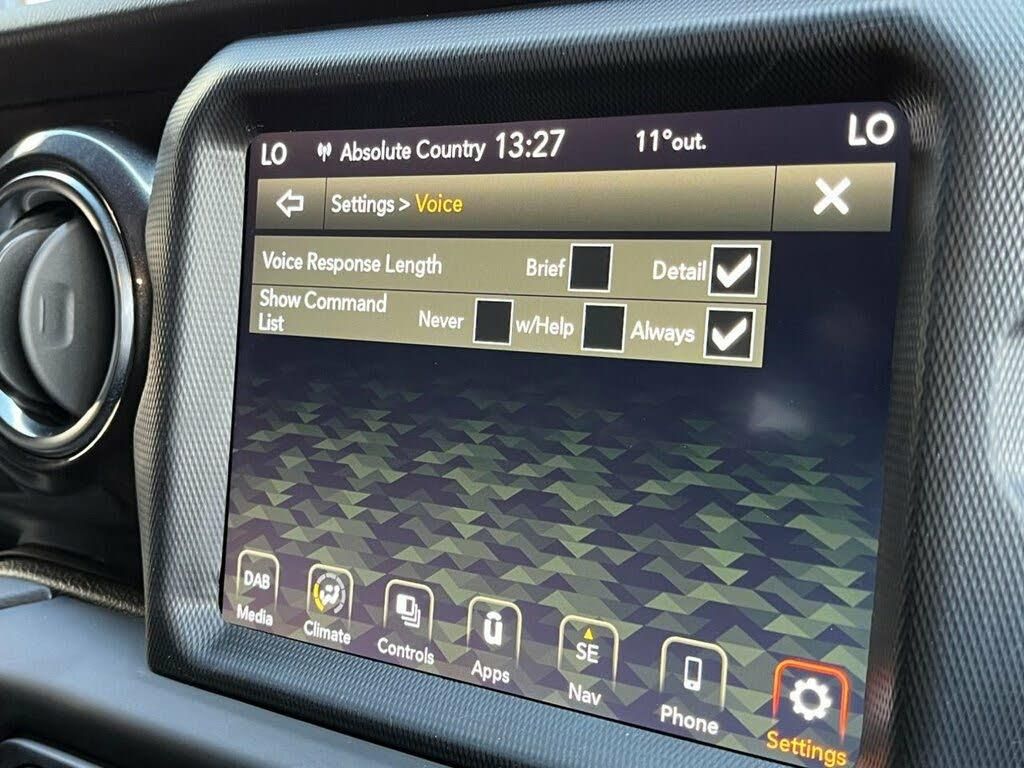 LO Absolute Country 13:27 11°out. LO
Settings > Voice
Voice Response Length Brief Detail
Show Command
List Never w/Help Always
DAB SE
Media Climate Controls Apps Nav Phone Settings